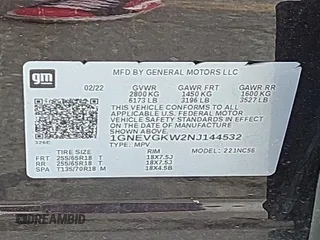 gm
MFD BY GENERAL MOTORS LLC
02/22 GVWR GAWR FRT GAWR RR
2800 KG 1450 KG 1600 KG
6173 LB 3196 LB 3527 LB
THIS VEHICLE CONFORMS TO ALL
APPLICABLE U.S. FEDERAL MOTOR
VEHICLE SAFETY STANDARDS IN EFFECT
ON THE DATE OF MANUFACTURE
SHOWN ABOVE.
1GNEVGKW2NJ144532
TYPE: MPV MODEL: 221NC56
TIRE SIZE RIM
FRT 255/65R18 T 18X7.5J
RR 255/65R18 T 18X7.5J
SPA T135/70R18 M 18X4.5B
DREAMBID